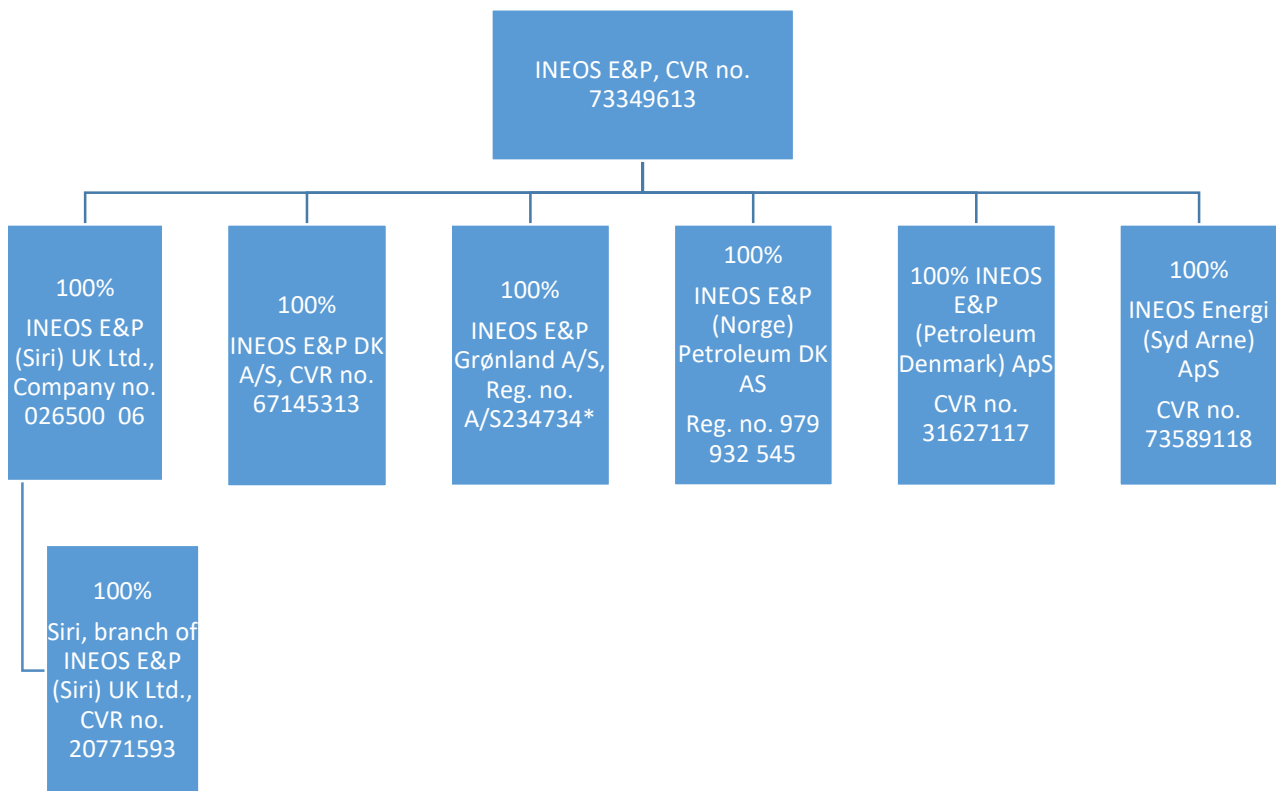 INEOS E&P, CVR no.
73349613
100%
INEOS E&P
(Siri) UK Ltd.,
Company no.
026500 06
100%
INEOS E&P DK
A/S, CVR no.
67145313
100%
INEOS E&P
Grønland A/S,
Reg. no.
A/S234734*
100%
INEOS E&P
(Norge)
Petroleum DK
AS
Reg. no. 979
932 545
100% INEOS
E&P
(Petroleum
Denmark) ApS
CVR no.
31627117
100%
INEOS Energi
(Syd Arne)
ApS
CVR no.
73589118
100%
Siri, branch of
INEOS E&P
(Siri) UK Ltd.,
CVR no.
20771593